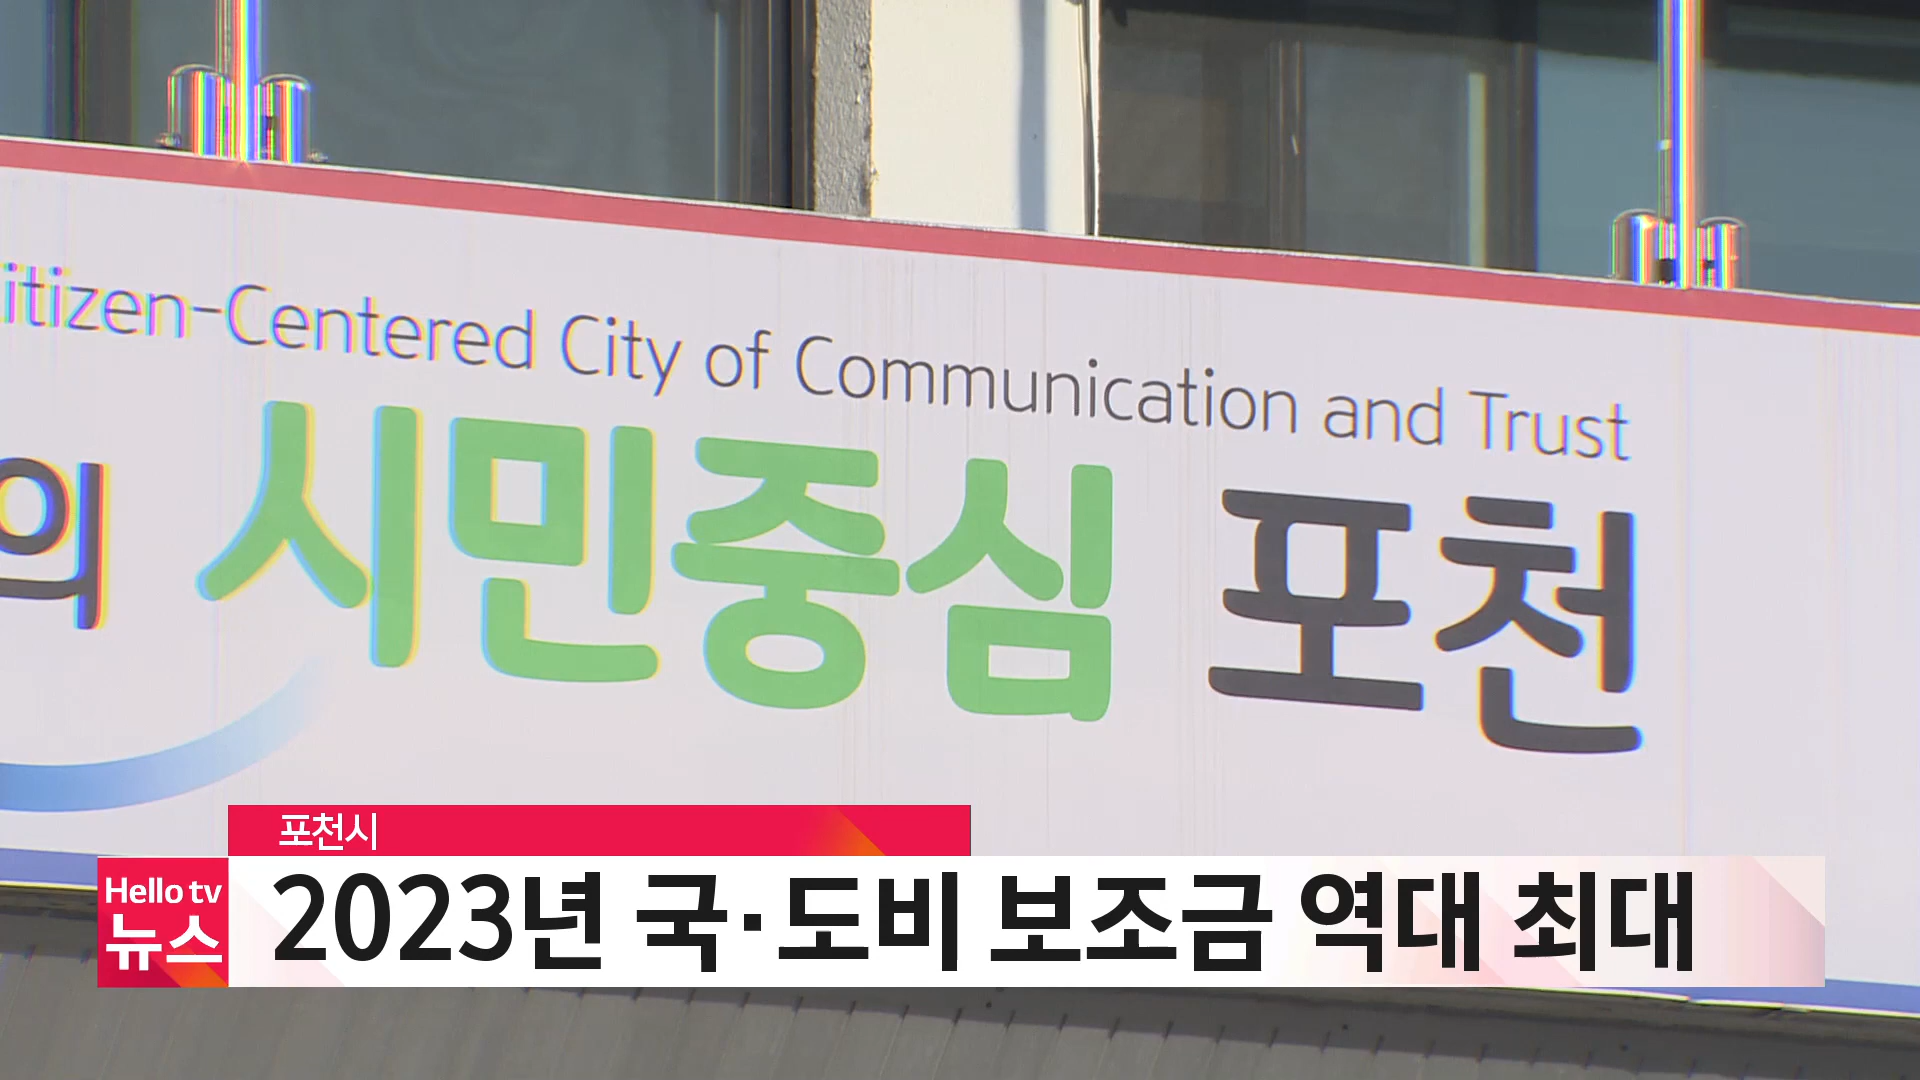 itizen-Centered City of Communication and Trust
의 시민중심 포천
포천시
Hello tv
뉴스
2023년 국·도비 보조금 역대 최대